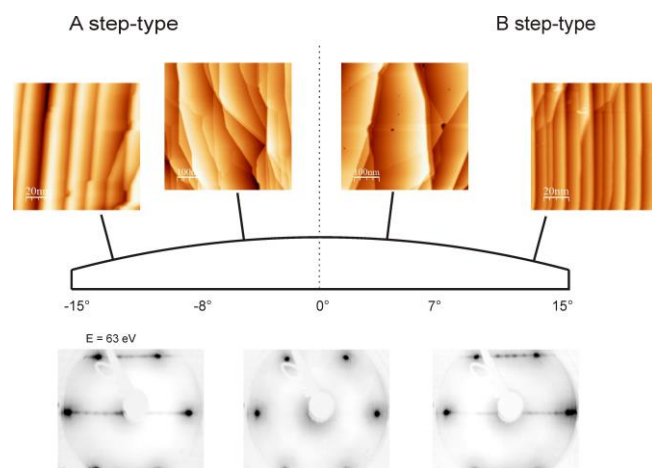 A step-type
B step-type
20nm
100nm
100nm
20nm
-15°
-8°
0°
7°
15°
E = 63 eV